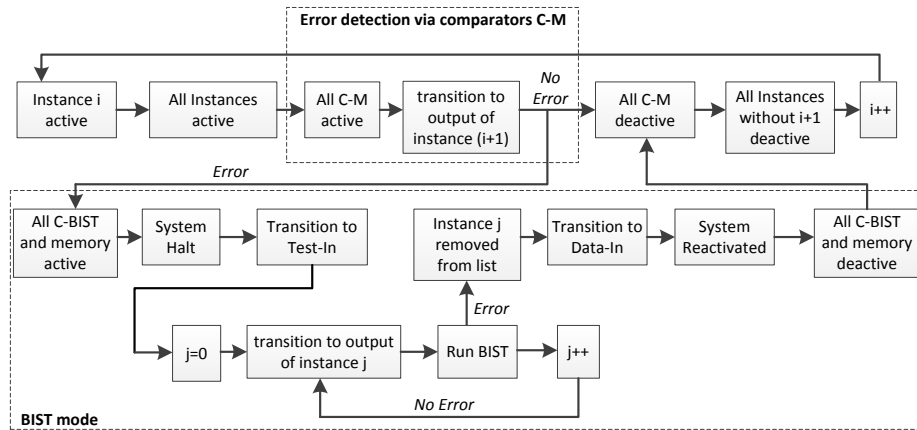 Error detection via comparators C-M
Instance i
active
All Instances
active
All C-M
active
transition to
output of
instance (i+1)
No
Error
All C-M
deactive
All Instances
without i+1
deactive
i++
Error
All C-BIST
and memory
active
System
Halt
Transition to
Test-In
Instance j
removed
from list
Transition to
Data-In
System
Reactivated
All C-BIST
and memory
deactive
Error
j=0
transition to output
of instance j
Run BIST
j++
No Error
BIST mode